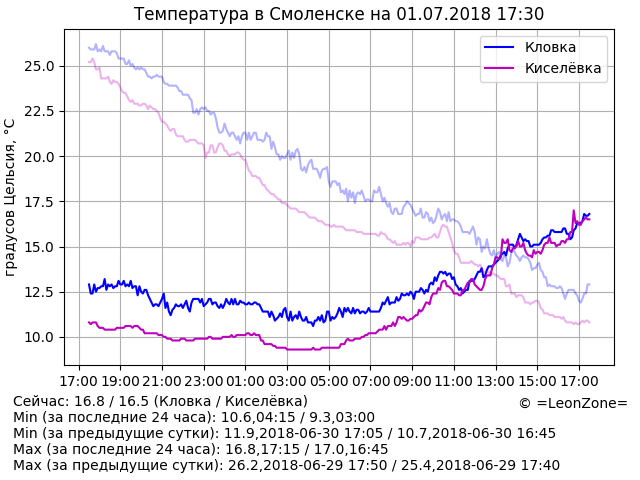 Температура в Смоленске на 01.07.2018 17:30
Кловка
Киселёвка
градусов Цельсия, °C
25.0
22.5
20.0
17.5
15.0
12.5
10.0
17:00 19:00 21:00 23:00 01:00 03:00 05:00 07:00 09:00 11:00 13:00 15:00 17:00
Сейчас: 16.8 / 16.5 (Кловка / Киселёвка)
© =LeonZone=
Min (за последние 24 часа): 10.6,04:15 / 9.3,03:00
Min (за предыдущие сутки): 11.9,2018-06-30 17:05 / 10.7,2018-06-30 16:45
Max (за последние 24 часа): 16.8,17:15 / 17.0,16:45
Max (за предыдущие сутки): 26.2,2018-06-29 17:50 / 25.4,2018-06-29 17:40